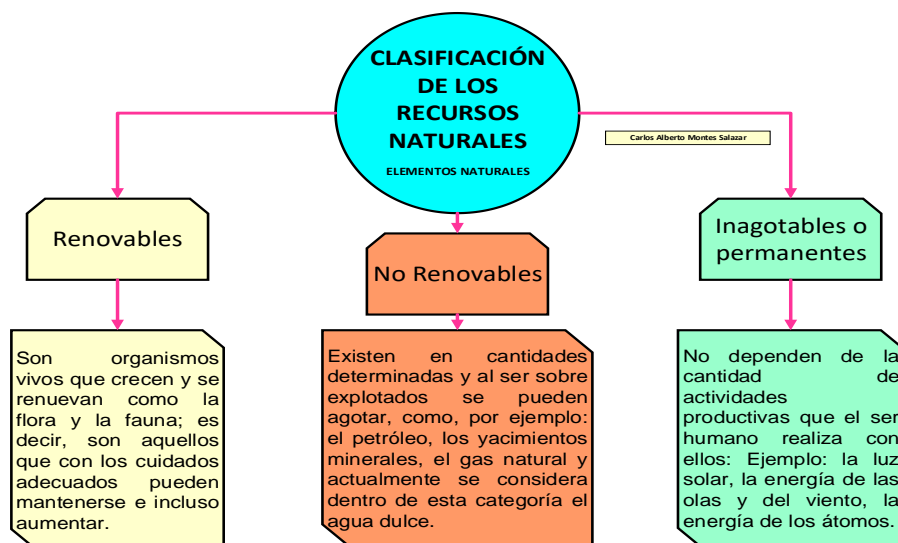 CLASIFICACIÓN
DE LOS
RECURSOS
NATURALES
ELEMENTOS NATURALES
Carlos Alberto Montes Salazar
Renovables
No Renovables
Inagotables o
permanentes
Son organismos
vivos que crecen y se
renuevan como la
flora y la fauna; es
decir, son aquellos
que con los cuidados
adecuados pueden
mantenerse e incluso
aumentar.
Existen en cantidades
determinadas y al ser sobre
explotados se pueden
agotar, como, por ejemplo:
el petróleo, los yacimientos
minerales, el gas natural y
actualmente se considera
dentro de esta categoría el
agua dulce.
No dependen de la
cantidad de
actividades
productivas que el ser
humano realiza con
ellos: Ejemplo: la luz
solar, la energía de las
olas y del viento, la
energía de los átomos.